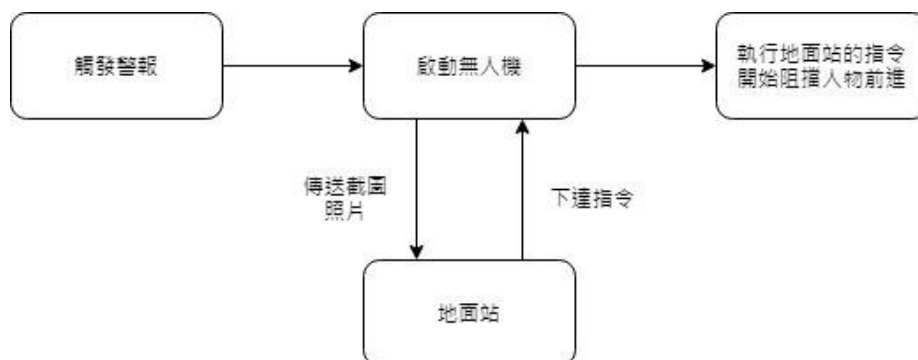 觸發警報
啟動無人機
執行地面站的指令
開始阻擋人物前進
傳送截圖
照片
下達指令
地面站